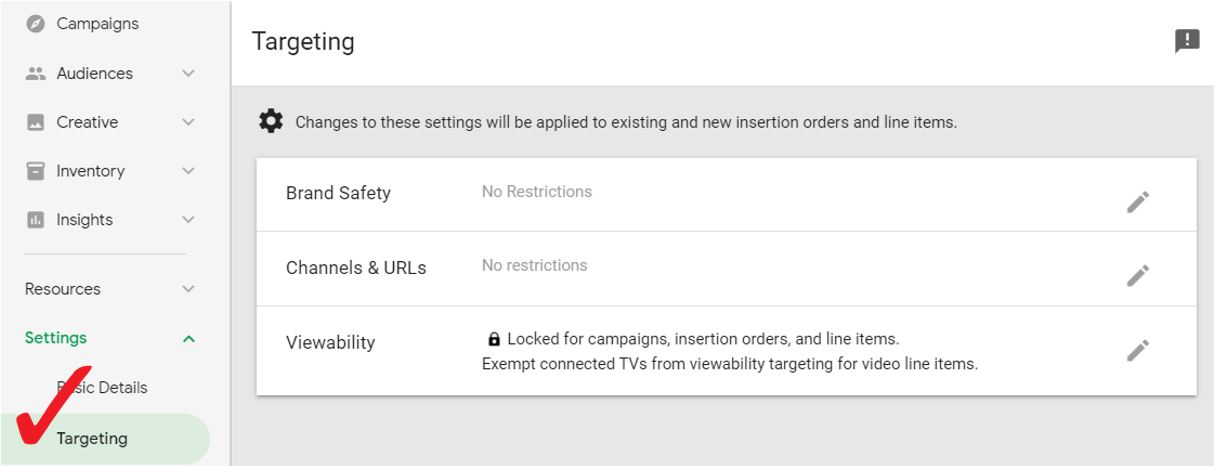 Campaigns
Audiences
Creative
Inventory
Insights
Resources
Settings
Basic Details
Targeting
Targeting
Changes to these settings will be applied to existing and new insertion orders and line items.
Brand Safety No Restrictions
Channels & URLs No restrictions
Viewability Locked for campaigns, insertion orders, and line items.
Exempt connected TVs from viewability targeting for video line items.